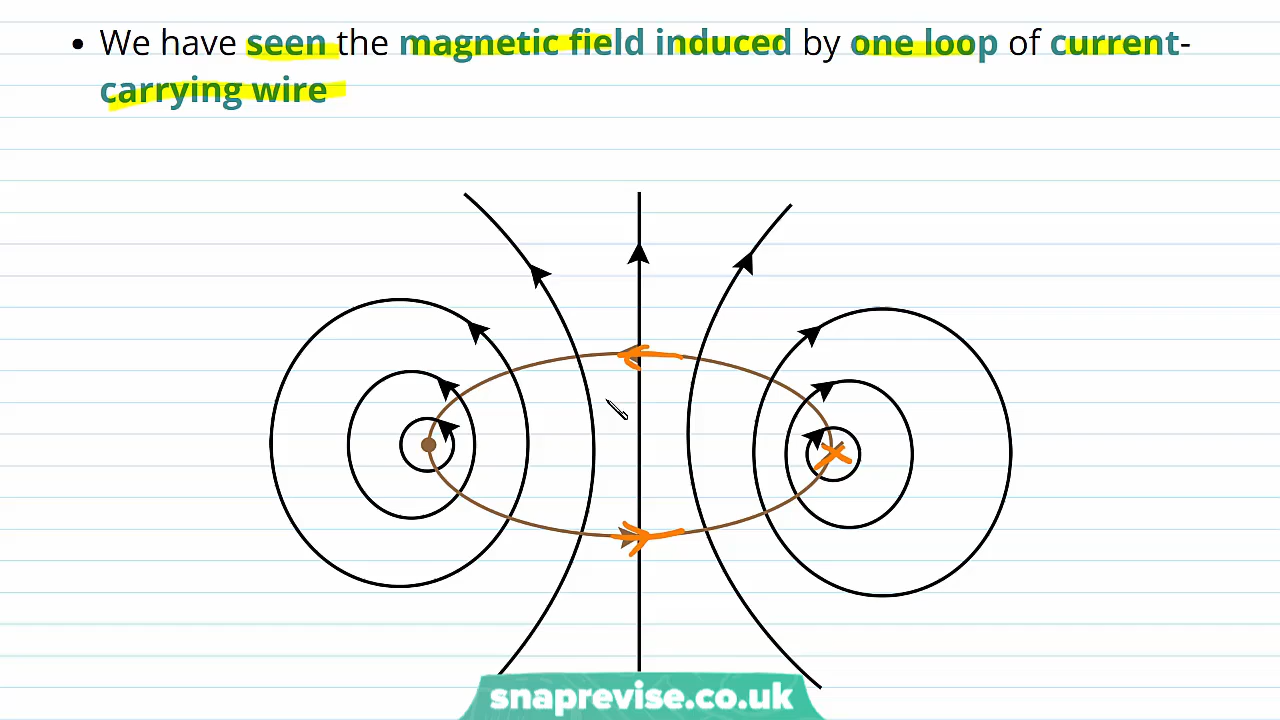 • We have seen the magnetic field induced by one loop of current-
carrying wire
snaprevise.co.uk